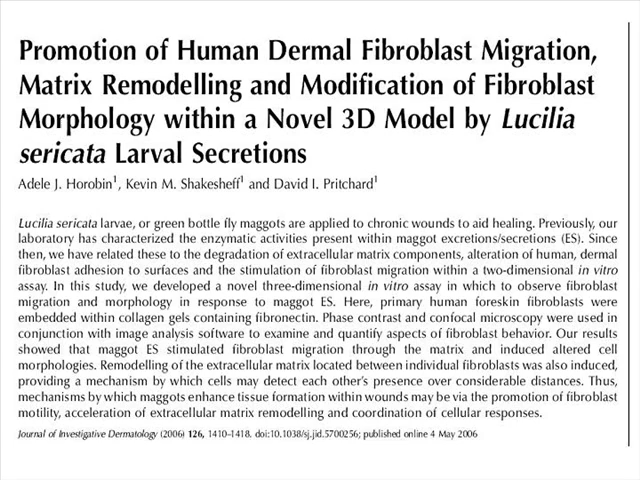 Promotion of Human Dermal Fibroblast Migration,
Matrix Remodelling and Modification of Fibroblast
Morphology within a Novel 3D Model by Lucilia
sericata Larval Secretions
Adele J. Horobin1, Kevin M. Shakesheff1 and David I. Pritchard1
Lucilia sericata larvae, or green bottle fly maggots are applied to chronic wounds to aid healing. Previously, our
laboratory has characterized the enzymatic activities present within maggot excretions/secretions (ES). Since
then, we have related these to the degradation of extracellular matrix components, alteration of human, dermal
fibroblast adhesion to surfaces and the stimulation of fibroblast migration within a two-dimensional in vitro
assay. In this study, we developed a novel three-dimensional in vitro assay in which to observe fibroblast
migration and morphology in response to maggot ES. Here, primary human foreskin fibroblasts were
embedded within collagen gels containing fibronectin. Phase contrast and confocal microscopy were used in
conjunction with image analysis software to examine and quantify aspects of fibroblast behavior. Our results
showed that maggot ES stimulated fibroblast migration through the matrix and induced altered cell
morphologies. Remodelling of the extracellular matrix located between individual fibroblasts was also induced,
providing a mechanism by which cells may detect each other's presence over considerable distances. Thus,
mechanisms by which maggots enhance tissue formation within wounds may be via the promotion of fibroblast
motility, acceleration of extracellular matrix remodelling and coordination of cellular responses.
Journal of Investigative Dermatology (2006) 126, 1410–1418. doi:10.1038/sj.jid.5700256; published online 4 May 2006